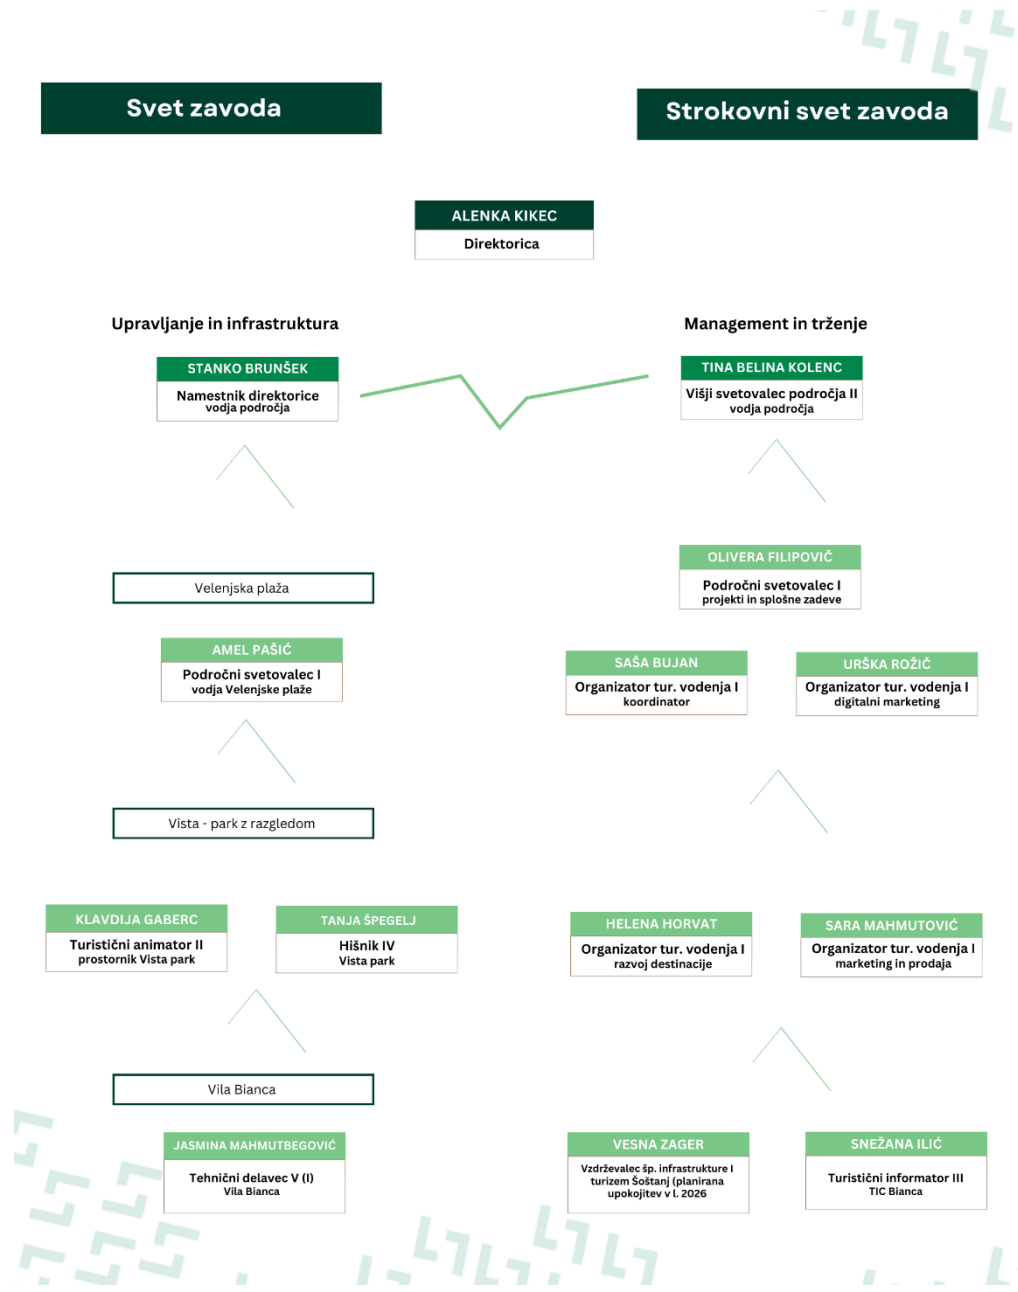 Svet zavoda
Strokovni svet zavoda
ALENKA KIKEC
Direktorica
Upravljanje in infrastruktura
Management in trženje
STANKO BRUNŠEK
Namestnik direktorice
vodja področja
TINA BELINA KOLENC
Višji svetovalec področja II
vodja področja
OLIVERA FILIPOVIČ
Področni svetovalec I
projekti in splošne zadeve
Velenjska plaža
AMEL PAŠIĆ
Področni svetovalec I
vodja Velenjske plaže
SAŠA BUJAN
Organizator tur. vodenja I
koordinator
URŠKA ROŽIČ
Organizator tur. vodenja I
digitalni marketing
Vista - park z razgledom
KLAVDIJA GABERC
Turistični animator II
prostornik Vista park
TANJA ŠPEGELJ
Hišnik IV
Vista park
HELENA HORVAT
Organizator tur. vodenja I
razvoj destinacije
SARA MAHMUTOVIĆ
Organizator tur. vodenja I
marketing in prodaja
Vila Bianca
JASMINA MAHMUTBEGOVIĆ
Tehnični delavec V (I)
Vila Bianca
VESNA ZAGER
Vzdrževalec šp. infrastrukture I
turizem Šoštanj (planirana
upokojitev v l. 2026
SNEŽANA ILIĆ
Turistični informator III
TIC Bianca